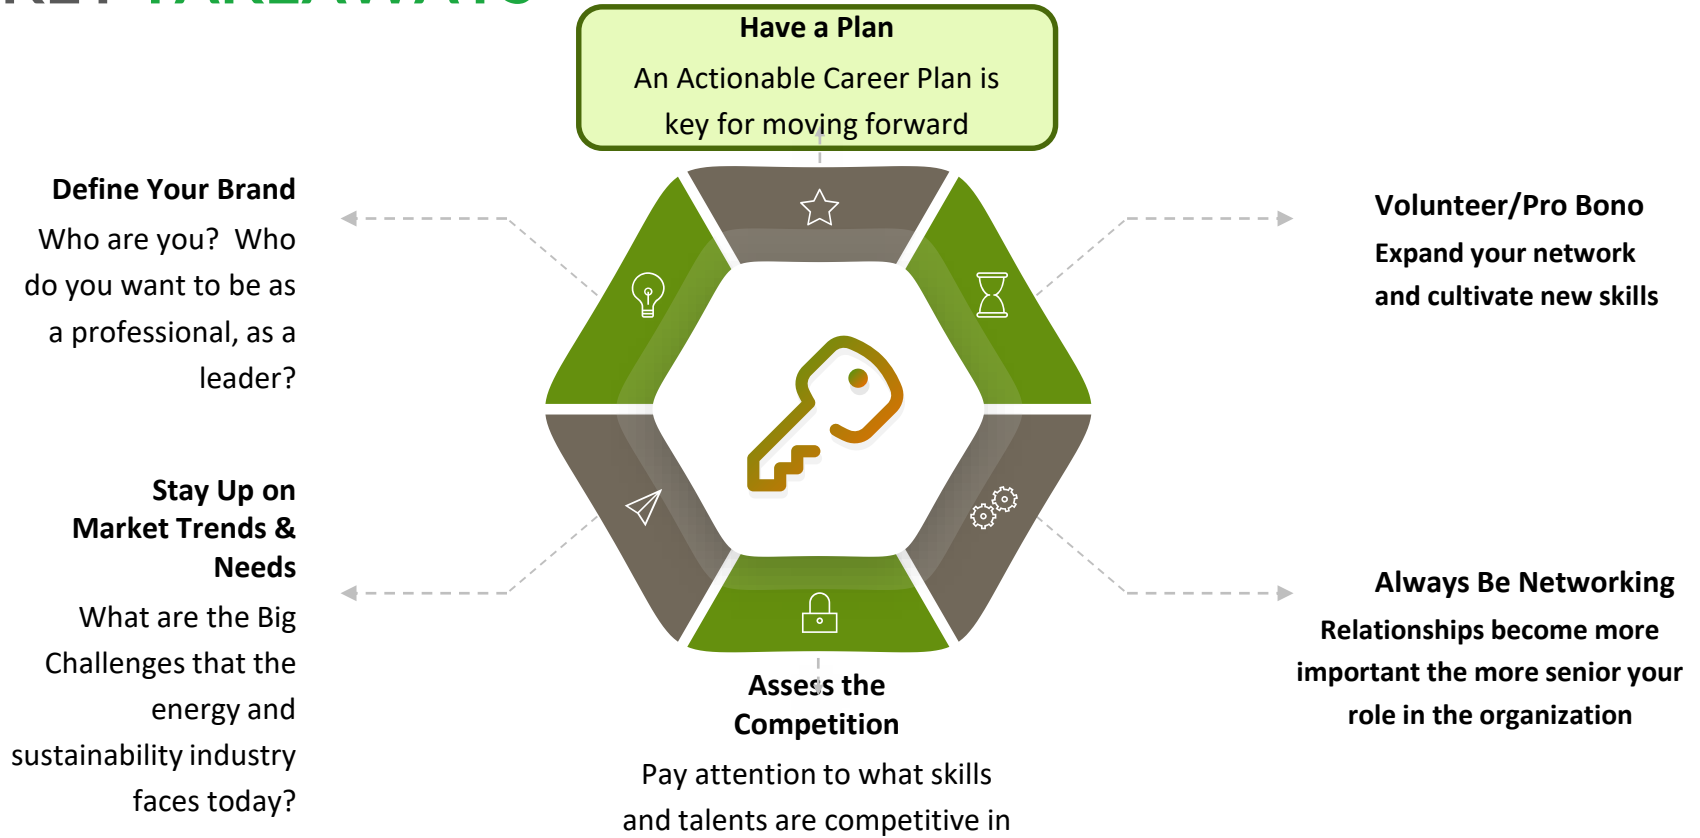 KEY TAKEAWAYS
Have a Plan
An Actionable Career Plan is
key for moving forward
Define Your Brand
Who are you?  Who
do you want to be as
a professional, as a
leader?
Volunteer/Pro Bono
Expand your network
and cultivate new skills
Stay Up on
Market Trends &
Needs
What are the Big
Challenges that the
energy and
sustainability industry
faces today?
Always Be Networking
Relationships become more
important the more senior your
role in the organization
Assess the
Competition
Pay attention to what skills
and talents are competitive in